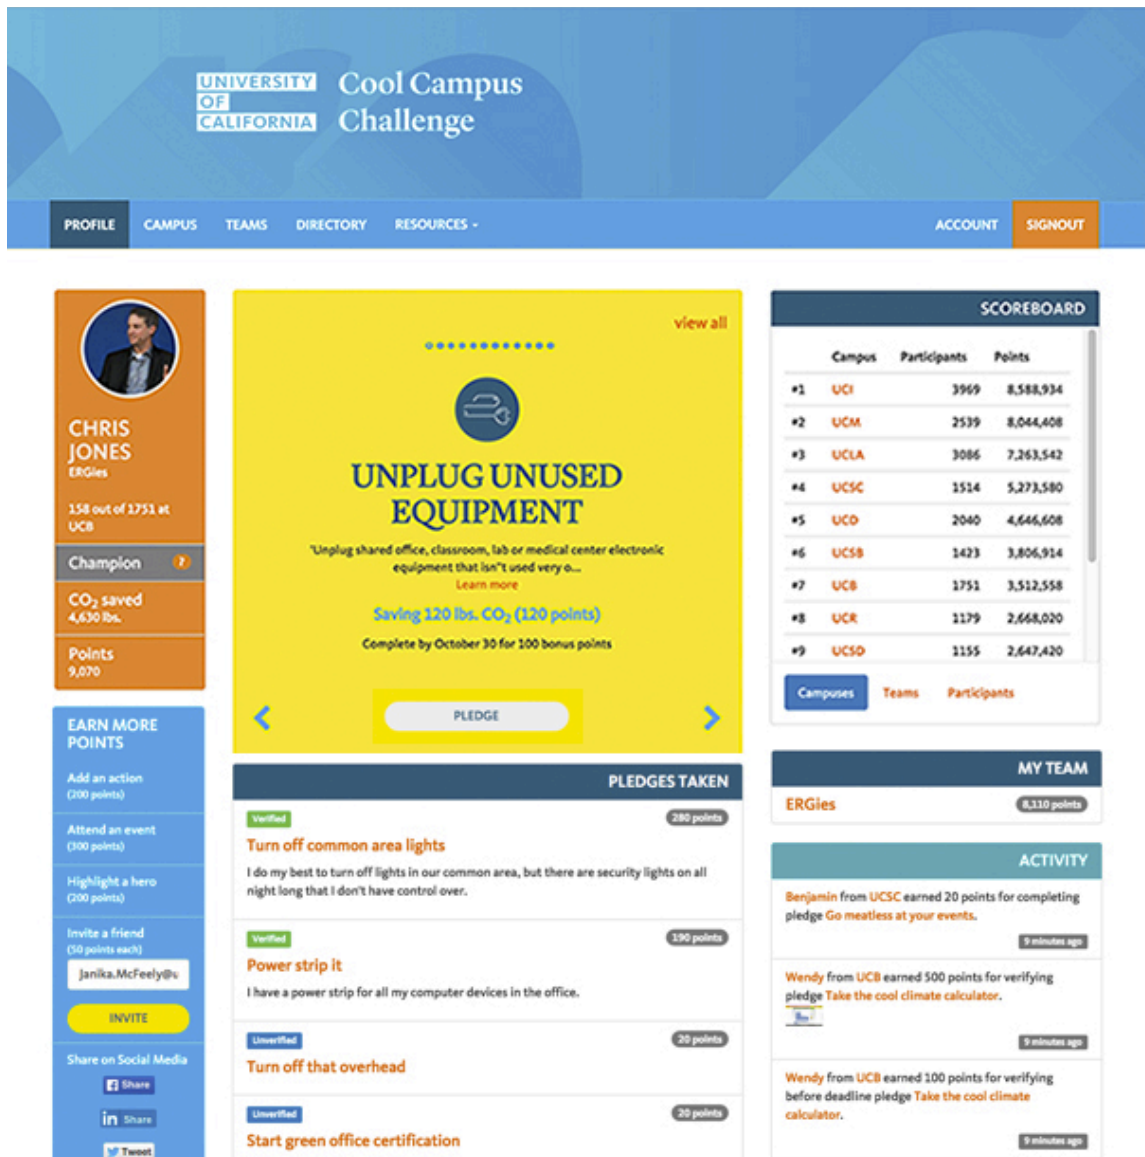 UNIVERSITY
OF
CALIFORNIA
Cool Campus
Challenge
PROFILE CAMPUS TEAMS DIRECTORY RESOURCES ACCOUNT SIGNOUT
CHRIS
JONES
ERGies
158 out of 1751 at
UCB
Champion ?
CO₂ saved
4,630 lbs.
Points
9,070
EARN MORE
POINTS
Add an action
(200 points)
Attend an event
(300 points)
Highlight a hero
(200 points)
Invite a friend
(50 points each)
Janika.McFeely@u
INVITE
Share on Social Media
Share
in Share
Tweet
view all
UNPLUG UNUSED
EQUIPMENT
"Unplug shared office, classroom, lab or medical center electronic
equipment that isn"t used very o...
Learn more
Saving 120 lbs. CO₂ (120 points)
Complete by October 30 for 100 bonus points
PLEDGE
PLEDGES TAKEN
Verified 280 points
Turn off common area lights
I do my best to turn off lights in our common area, but there are security lights on all
night long that I don't have control over.
Verified 190 points
Power strip it
I have a power strip for all my computer devices in the office.
Unverified 20 points
Turn off that overhead
Unverified 20 points
Start green office certification
SCOREBOARD
Campus Participants Points
#1 UCI 3969 8,588,934
#2 UCM 2539 8,044,408
#3 UCLA 3086 7,263,542
#4 UCSC 1514 5,273,580
#5 UCD 2040 4,646,608
#6 UCSB 1423 3,806,914
#7 UCB 1751 3,512,558
#8 UCR 1179 2,668,020
#9 UCSD 1155 2,647,420
Campuses Teams Participants
MY TEAM
ERGies 8,110 points
ACTIVITY
Benjamin from UCSC earned 20 points for completing
pledge Go meatless at your events.
9 minutes ago
Wendy from UCB earned 500 points for verifying
pledge Take the cool climate calculator.
9 minutes ago
Wendy from UCB earned 100 points for verifying
before deadline pledge Take the cool climate
calculator.
9 minutes ago